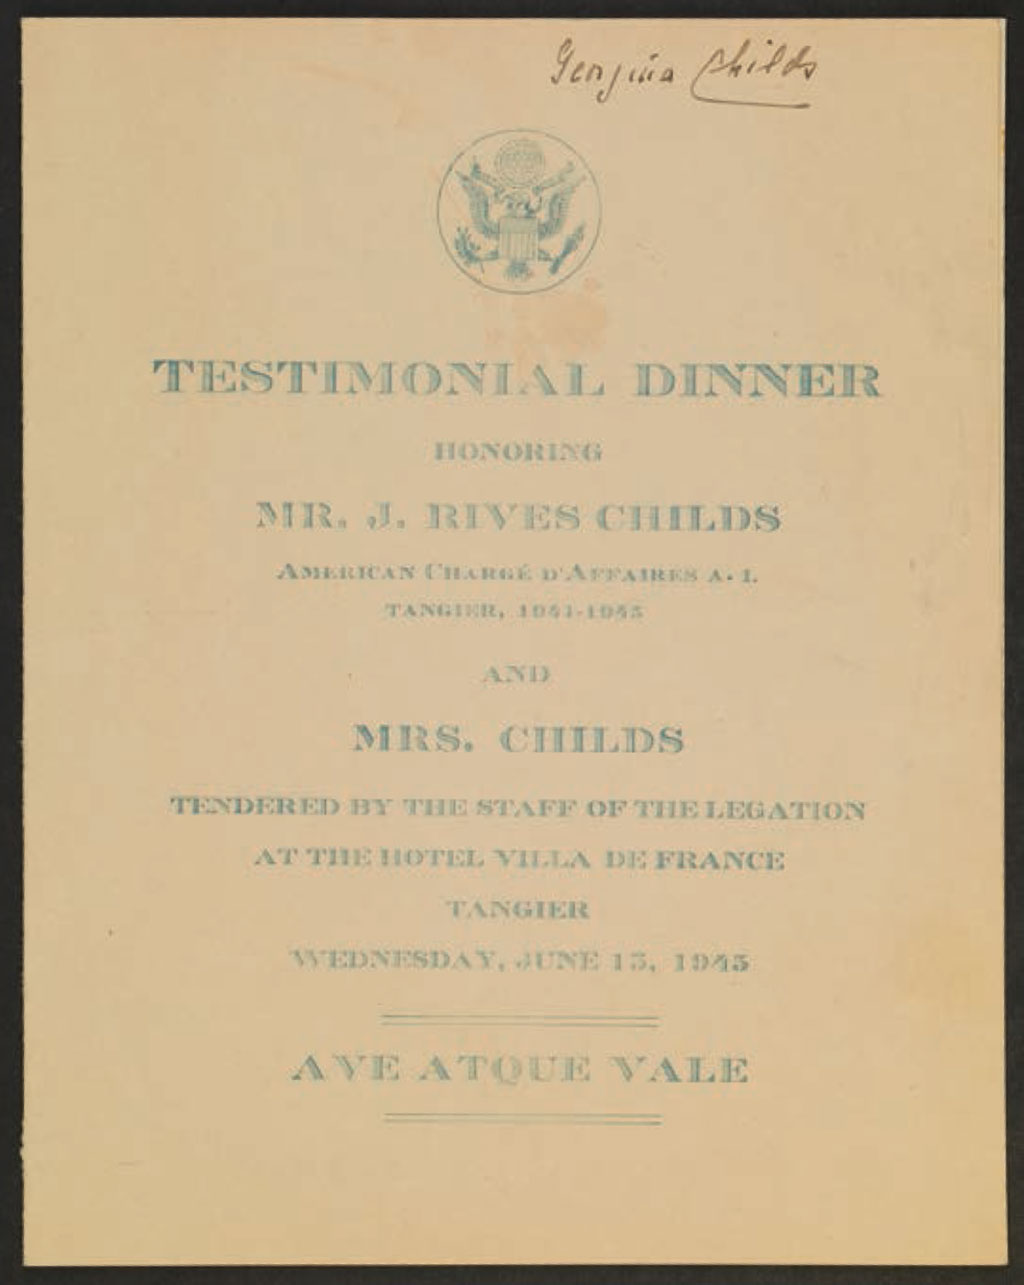 Georgina Childs
TESTIMONIAL DINNER
HONORING
MR. J. RIVES CHILDS
AMERICAN CHARGÉ D'AFFAIRES A. I.
TANGIER, 1941-1945
AND
MRS. CHILDS
TENDERED BY THE STAFF OF THE LEGATION
AT THE HOTEL VILLA DE FRANCE
TANGIER
WEDNESDAY, JUNE 13, 1945
AVE ATQUE VALE